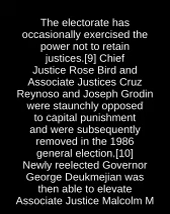 The electorate has
occasionally exercised the
power not to retain
justices.[9] Chief
Justice Rose Bird and
Associate Justices Cruz
Reynoso and Joseph Grodin
were staunchly opposed
to capital punishment
and were subsequently
removed in the 1986
general election.[10]
Newly reelected Governor
George Deukmejian was
then able to elevate
Associate Justice Malcolm M